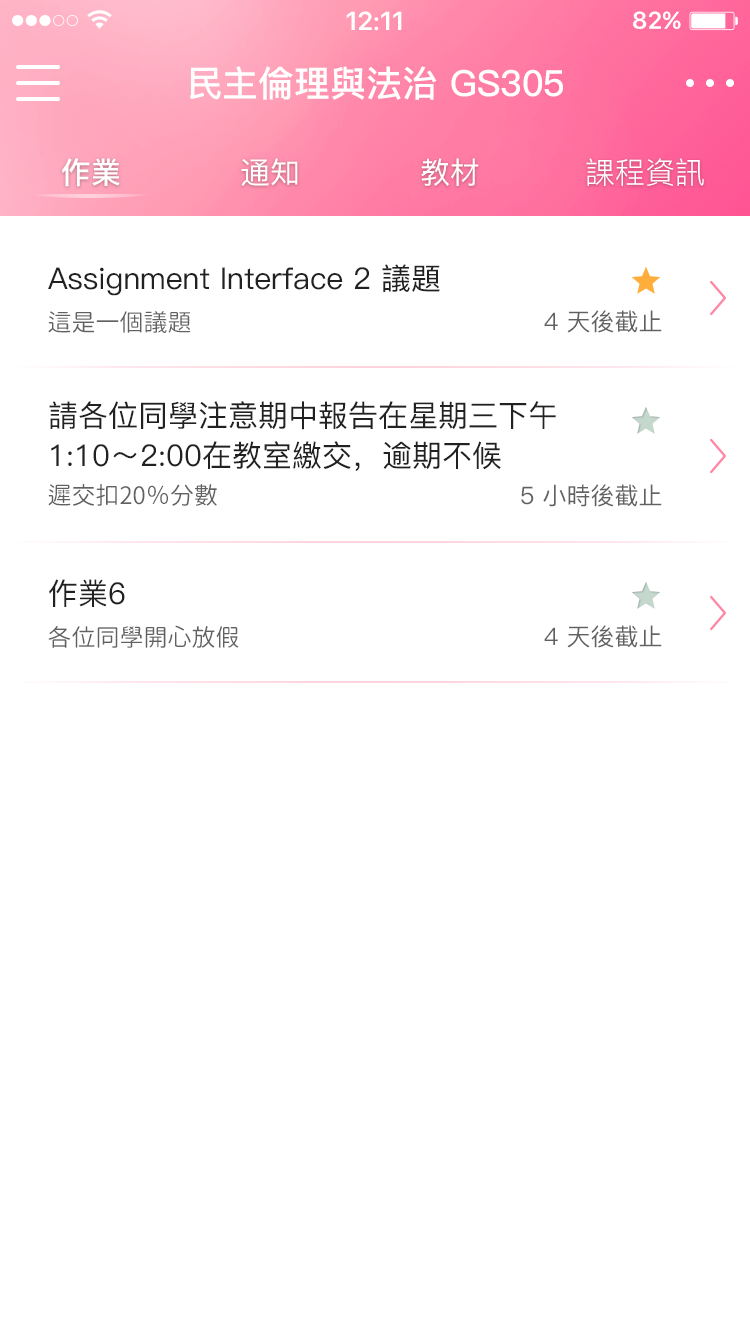 12:11
82%
民主倫理與法治 GS305
作業 通知 教材 課程資訊
Assignment Interface 2 議題
這是一個議題
4 天後截止
請各位同學注意期中報告在星期三下午
1:10～2:00在教室繳交，逾期不候
遲交扣20%分數
5 小時後截止
作業6
各位同學開心放假
4 天後截止